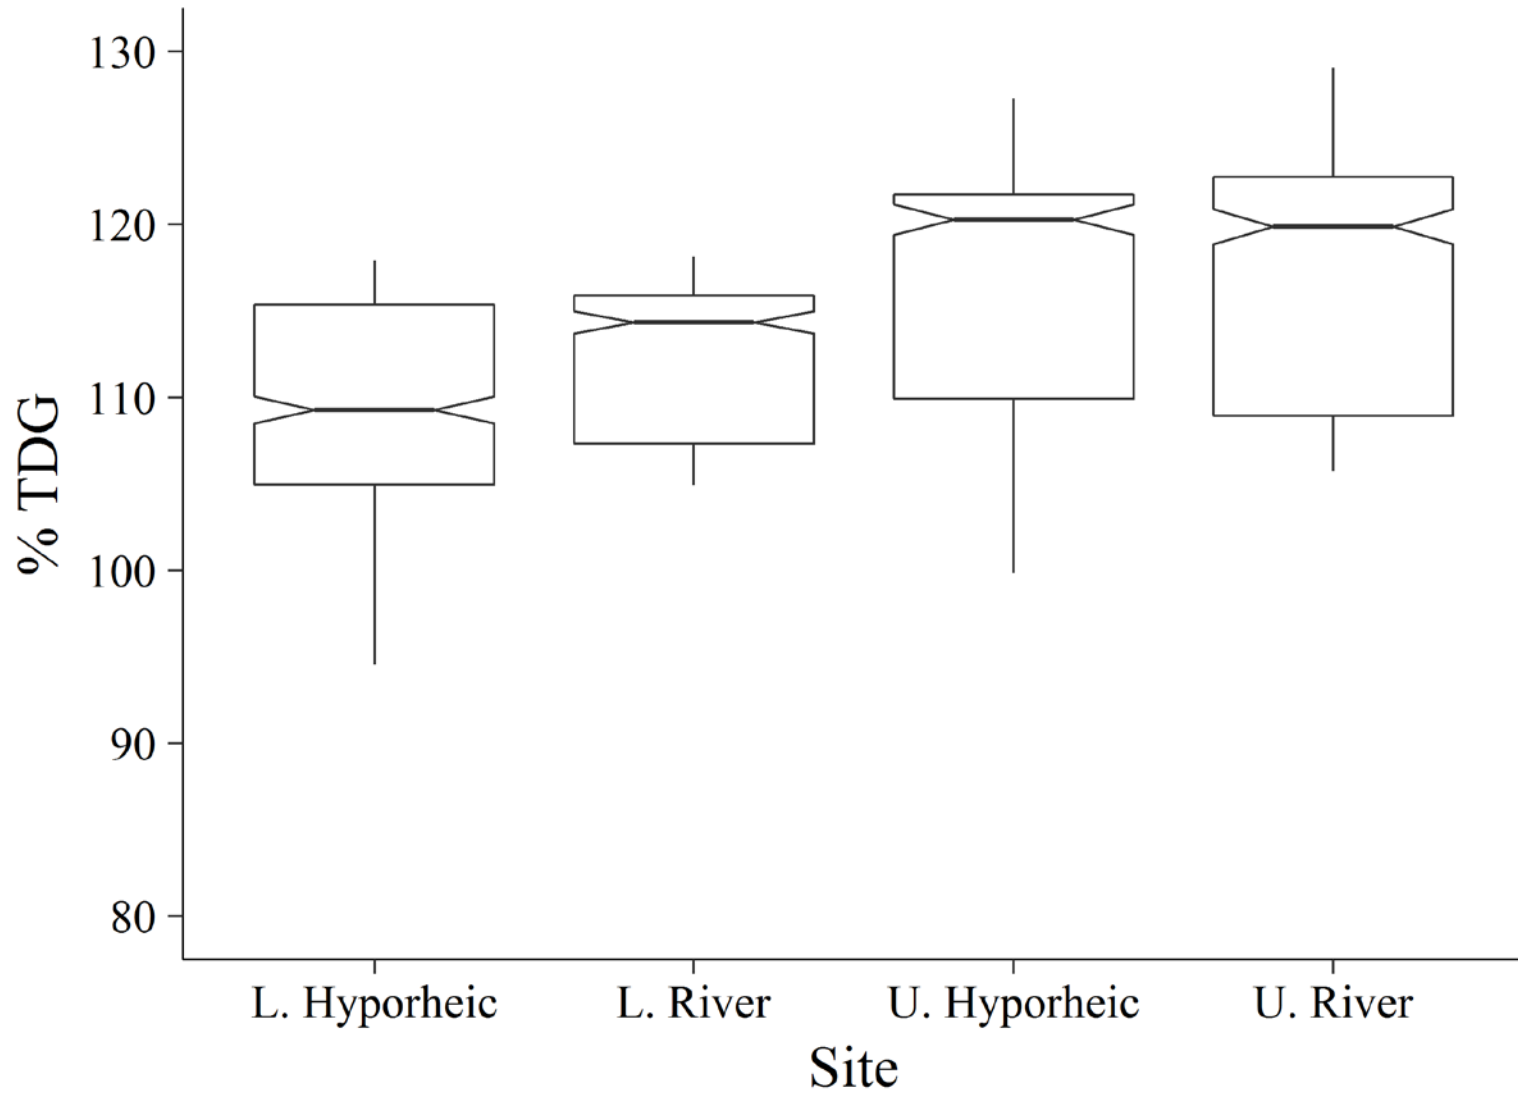 % TDG
130
120
110
100
90
80
L. Hyporheic
L. River
U. Hyporheic
U. River
Site